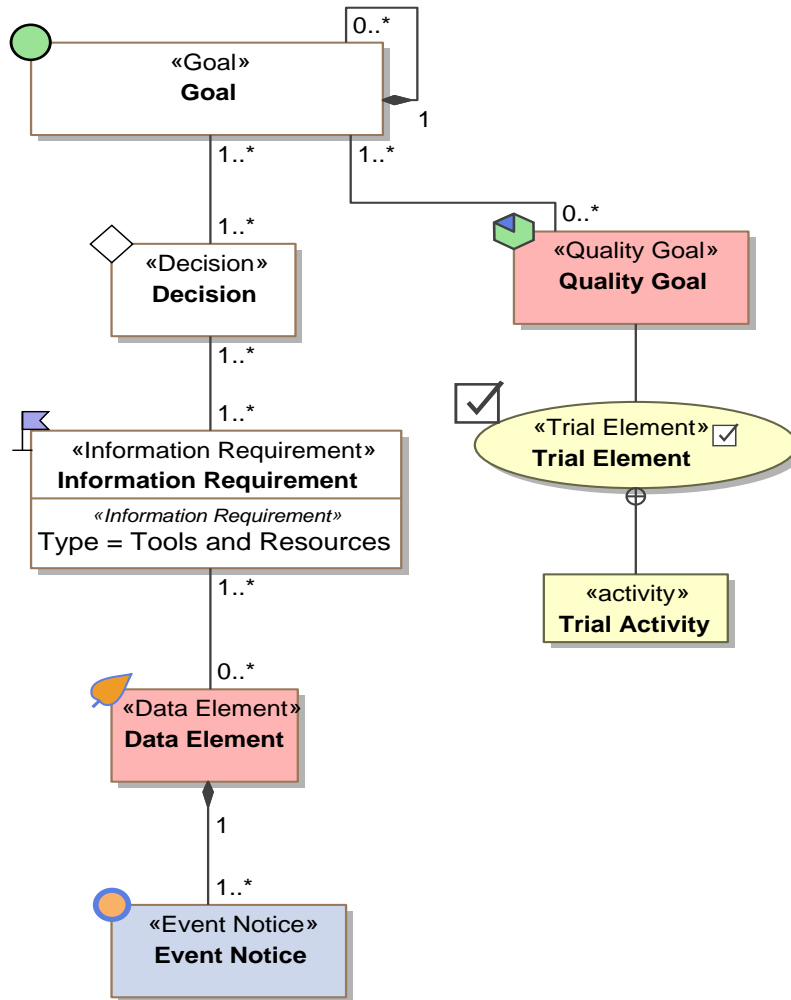 0..*
«Goal»
Goal
1
1..*
1..*
1..*
0..*
«Decision»
Decision
«Quality Goal»
Quality Goal
1..*
1..*
«Information Requirement»
Information Requirement
«Information Requirement»
Type = Tools and Resources
«Trial Element»
Trial Element
1..*
«activity»
Trial Activity
0..*
«Data Element»
Data Element
1
1..*
«Event Notice»
Event Notice